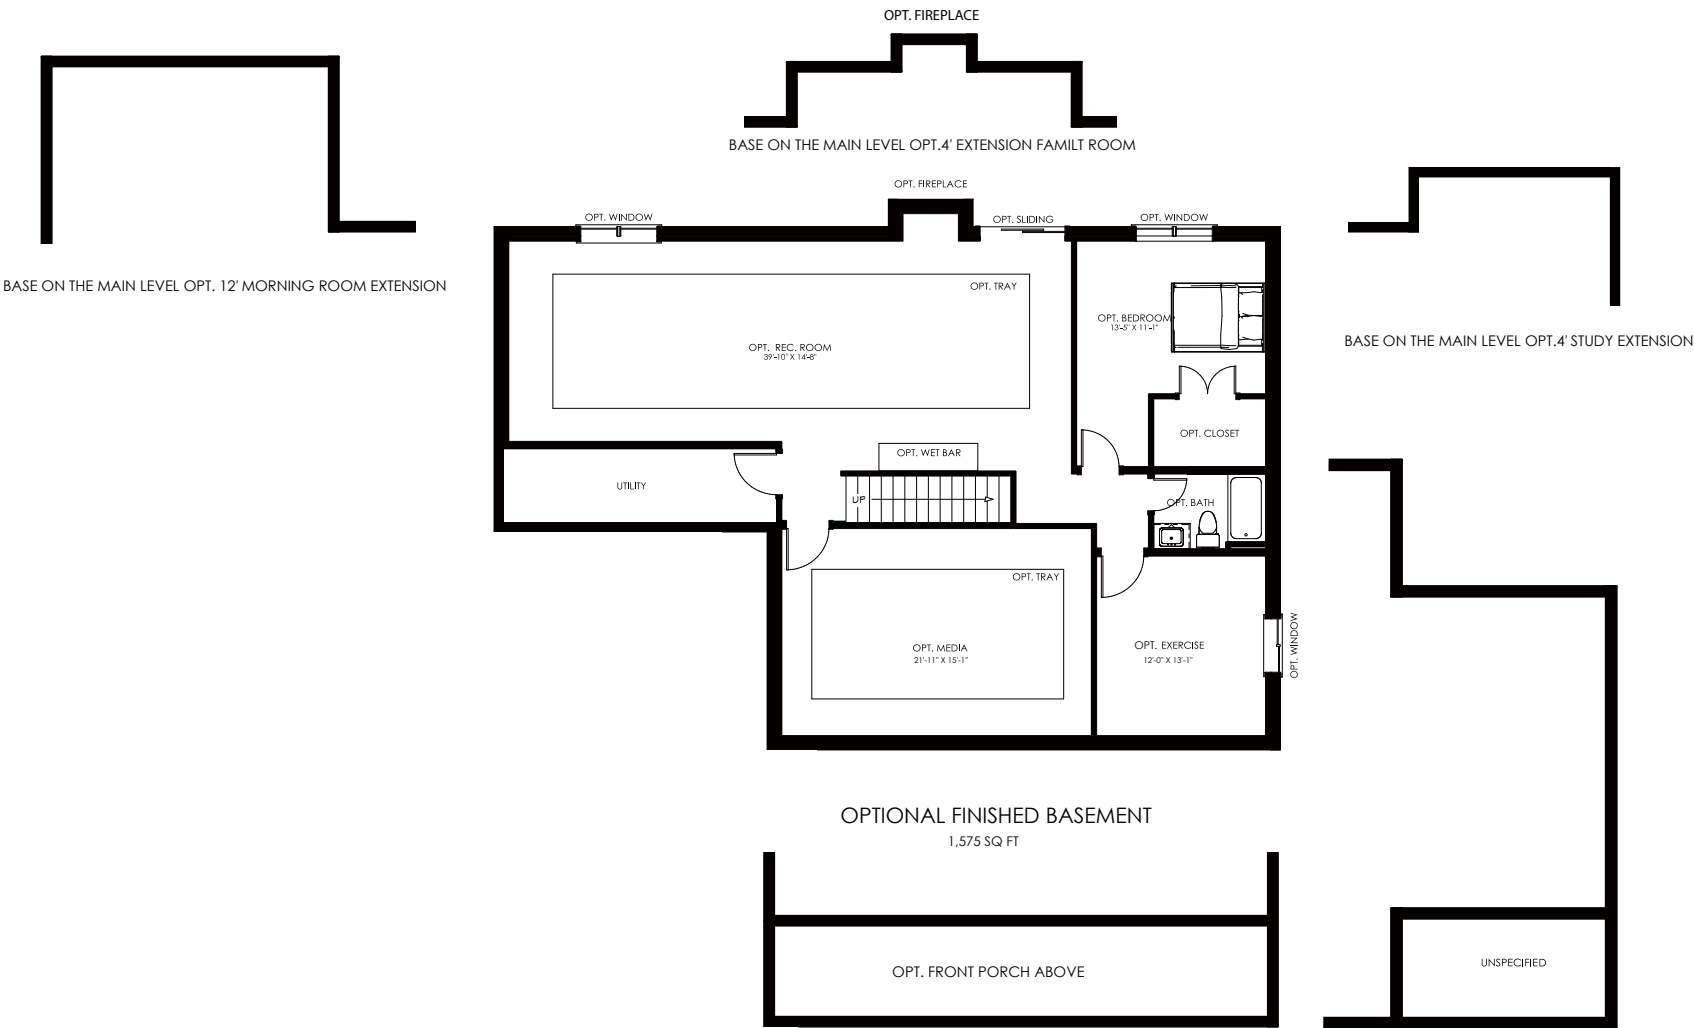 OPT. FIREPLACE
BASE ON THE MAIN LEVEL OPT.4' EXTENSION FAMILT ROOM
OPT. FIREPLACE
OPT. WINDOW
OPT. SLIDING
OPT. WINDOW
BASE ON THE MAIN LEVEL OPT. 12' MORNING ROOM EXTENSION
OPT. TRAY
OPT. BEDROOM
13'-5" X 11'-1"
OPT. REC. ROOM
39'-10" X 14'-8"
BASE ON THE MAIN LEVEL OPT.4' STUDY EXTENSION
OPT. CLOSET
OPT. WET BAR
UTILITY
UP
OPT. BATH
OPT. TRAY
OPT. MEDIA
21'-11" X 15'-1"
OPT. EXERCISE
12'-0" X 13'-1"
OPT. WINDOW
OPTIONAL FINISHED BASEMENT
1,575 SQ FT
OPT. FRONT PORCH ABOVE
UNSPECIFIED